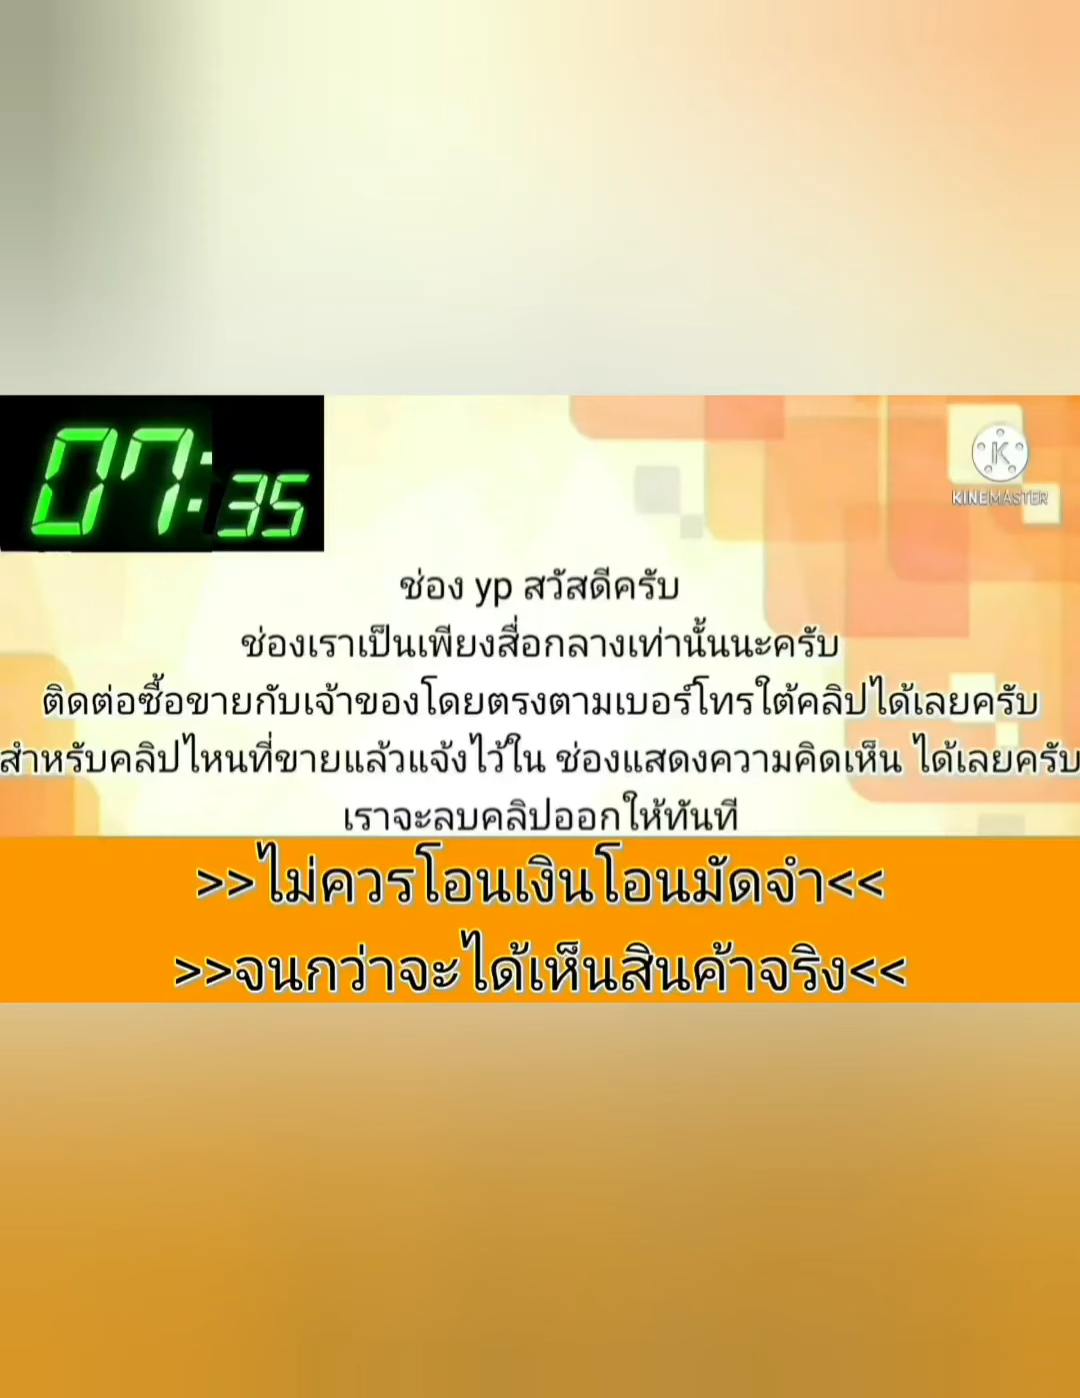 07:35
KINEMASTER
ช่อง yp สวัสดีครับ
ช่องเราเป็นเพียงสื่อกลางเท่านั้นนะครับ
ติดต่อซื้อขายกับเจ้าของโดยตรงตามเบอร์โทรใต้คลิปได้เลยครับ
สำหรับคลิปไหนที่ขายแล้วแจ้งไว้ใน ช่องแสดงความคิดเห็น ได้เลยครับ
เราจะลบคลิปออกให้ทันที
>>ไม่ควรโอนเงินโอนมัดจำ<<
>>จนกว่าจะได้เห็นสินค้าจริง<<